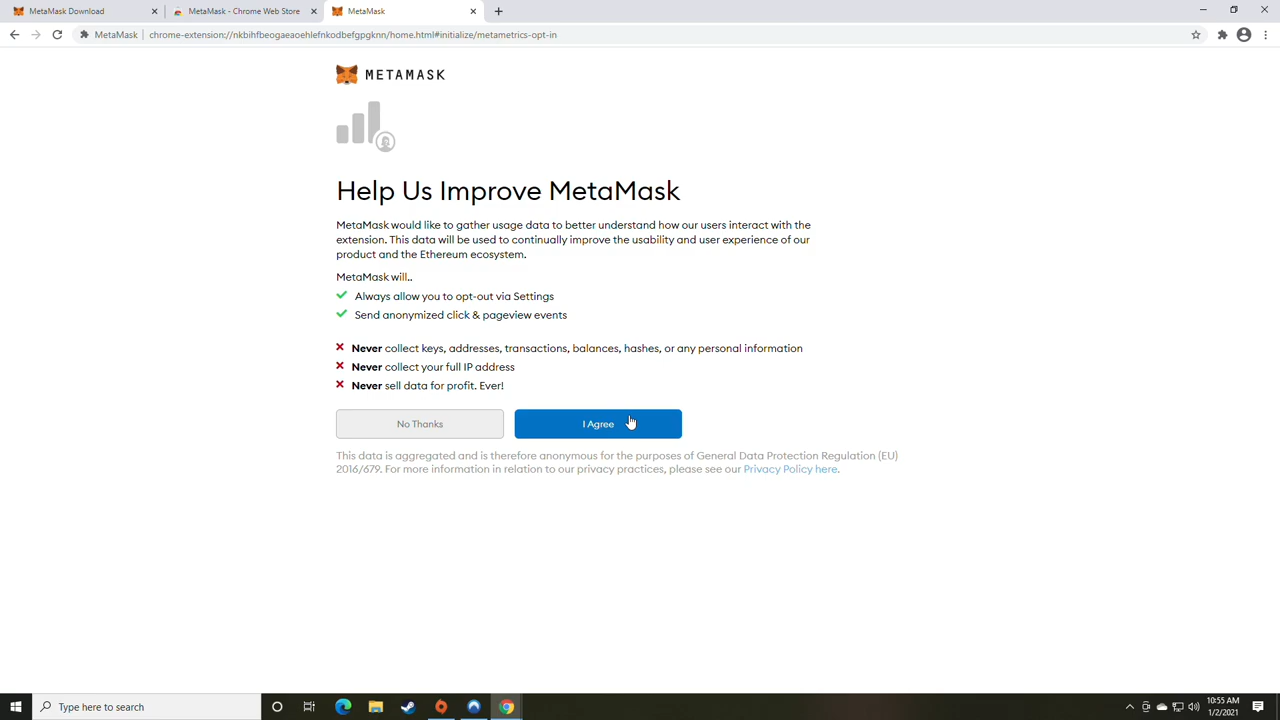 MetaMask Download
MetaMask - Chrome Web Store
MetaMask
MetaMask
chrome-extension://nkbihfbeogaeaoehlefnkodbefgpgknn/home.html#initialize/metametrics-opt-in
METAMASK
Help Us Improve MetaMask
MetaMask would like to gather usage data to better understand how our users interact with the
extension. This data will be used to continually improve the usability and user experience of our
product and the Ethereum ecosystem.
MetaMask will..
Always allow you to opt-out via Settings
Send anonymized click & pageview events
Never collect keys, addresses, transactions, balances, hashes, or any personal information
Never collect your full IP address
Never sell data for profit. Ever!
No Thanks
I Agree
This data is aggregated and is therefore anonymous for the purposes of General Data Protection Regulation (EU)
2016/679. For more information in relation to our privacy practices, please see our Privacy Policy here.
Type here to search
10:55 AM
1/2/2021